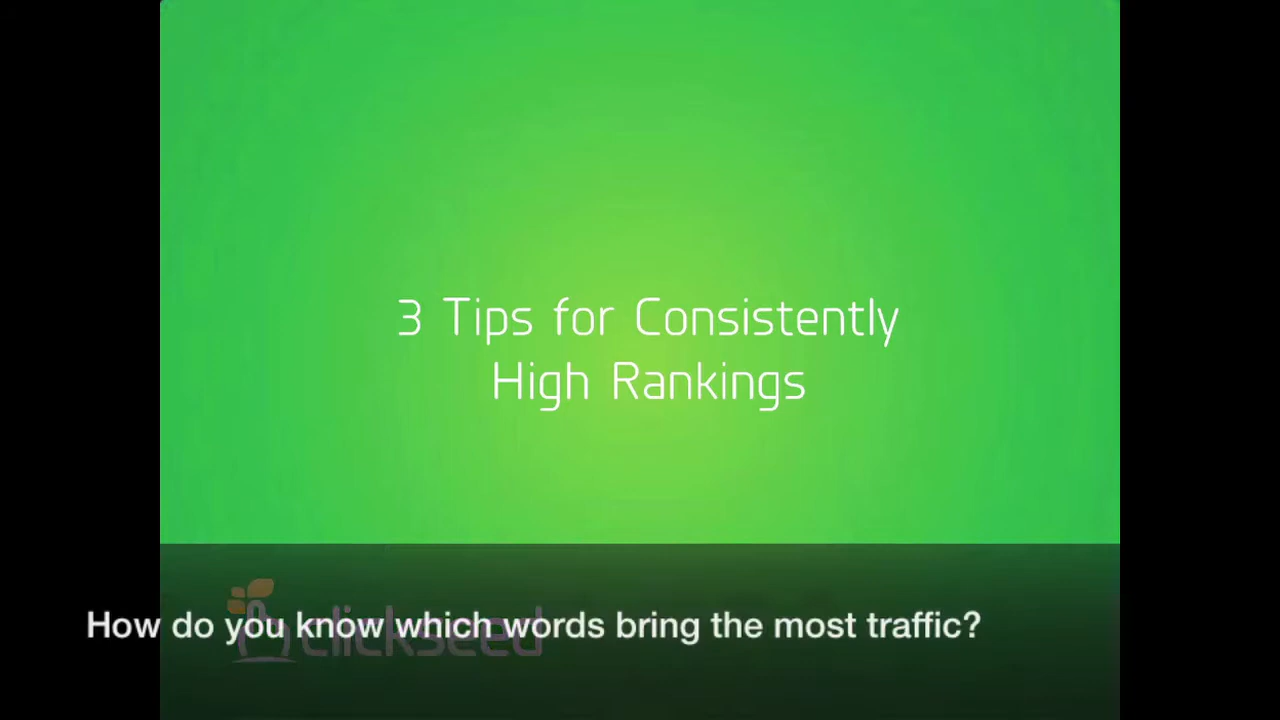 3 Tips for Consistently
High Rankings
How do you know which words bring the most traffic?
clickseed